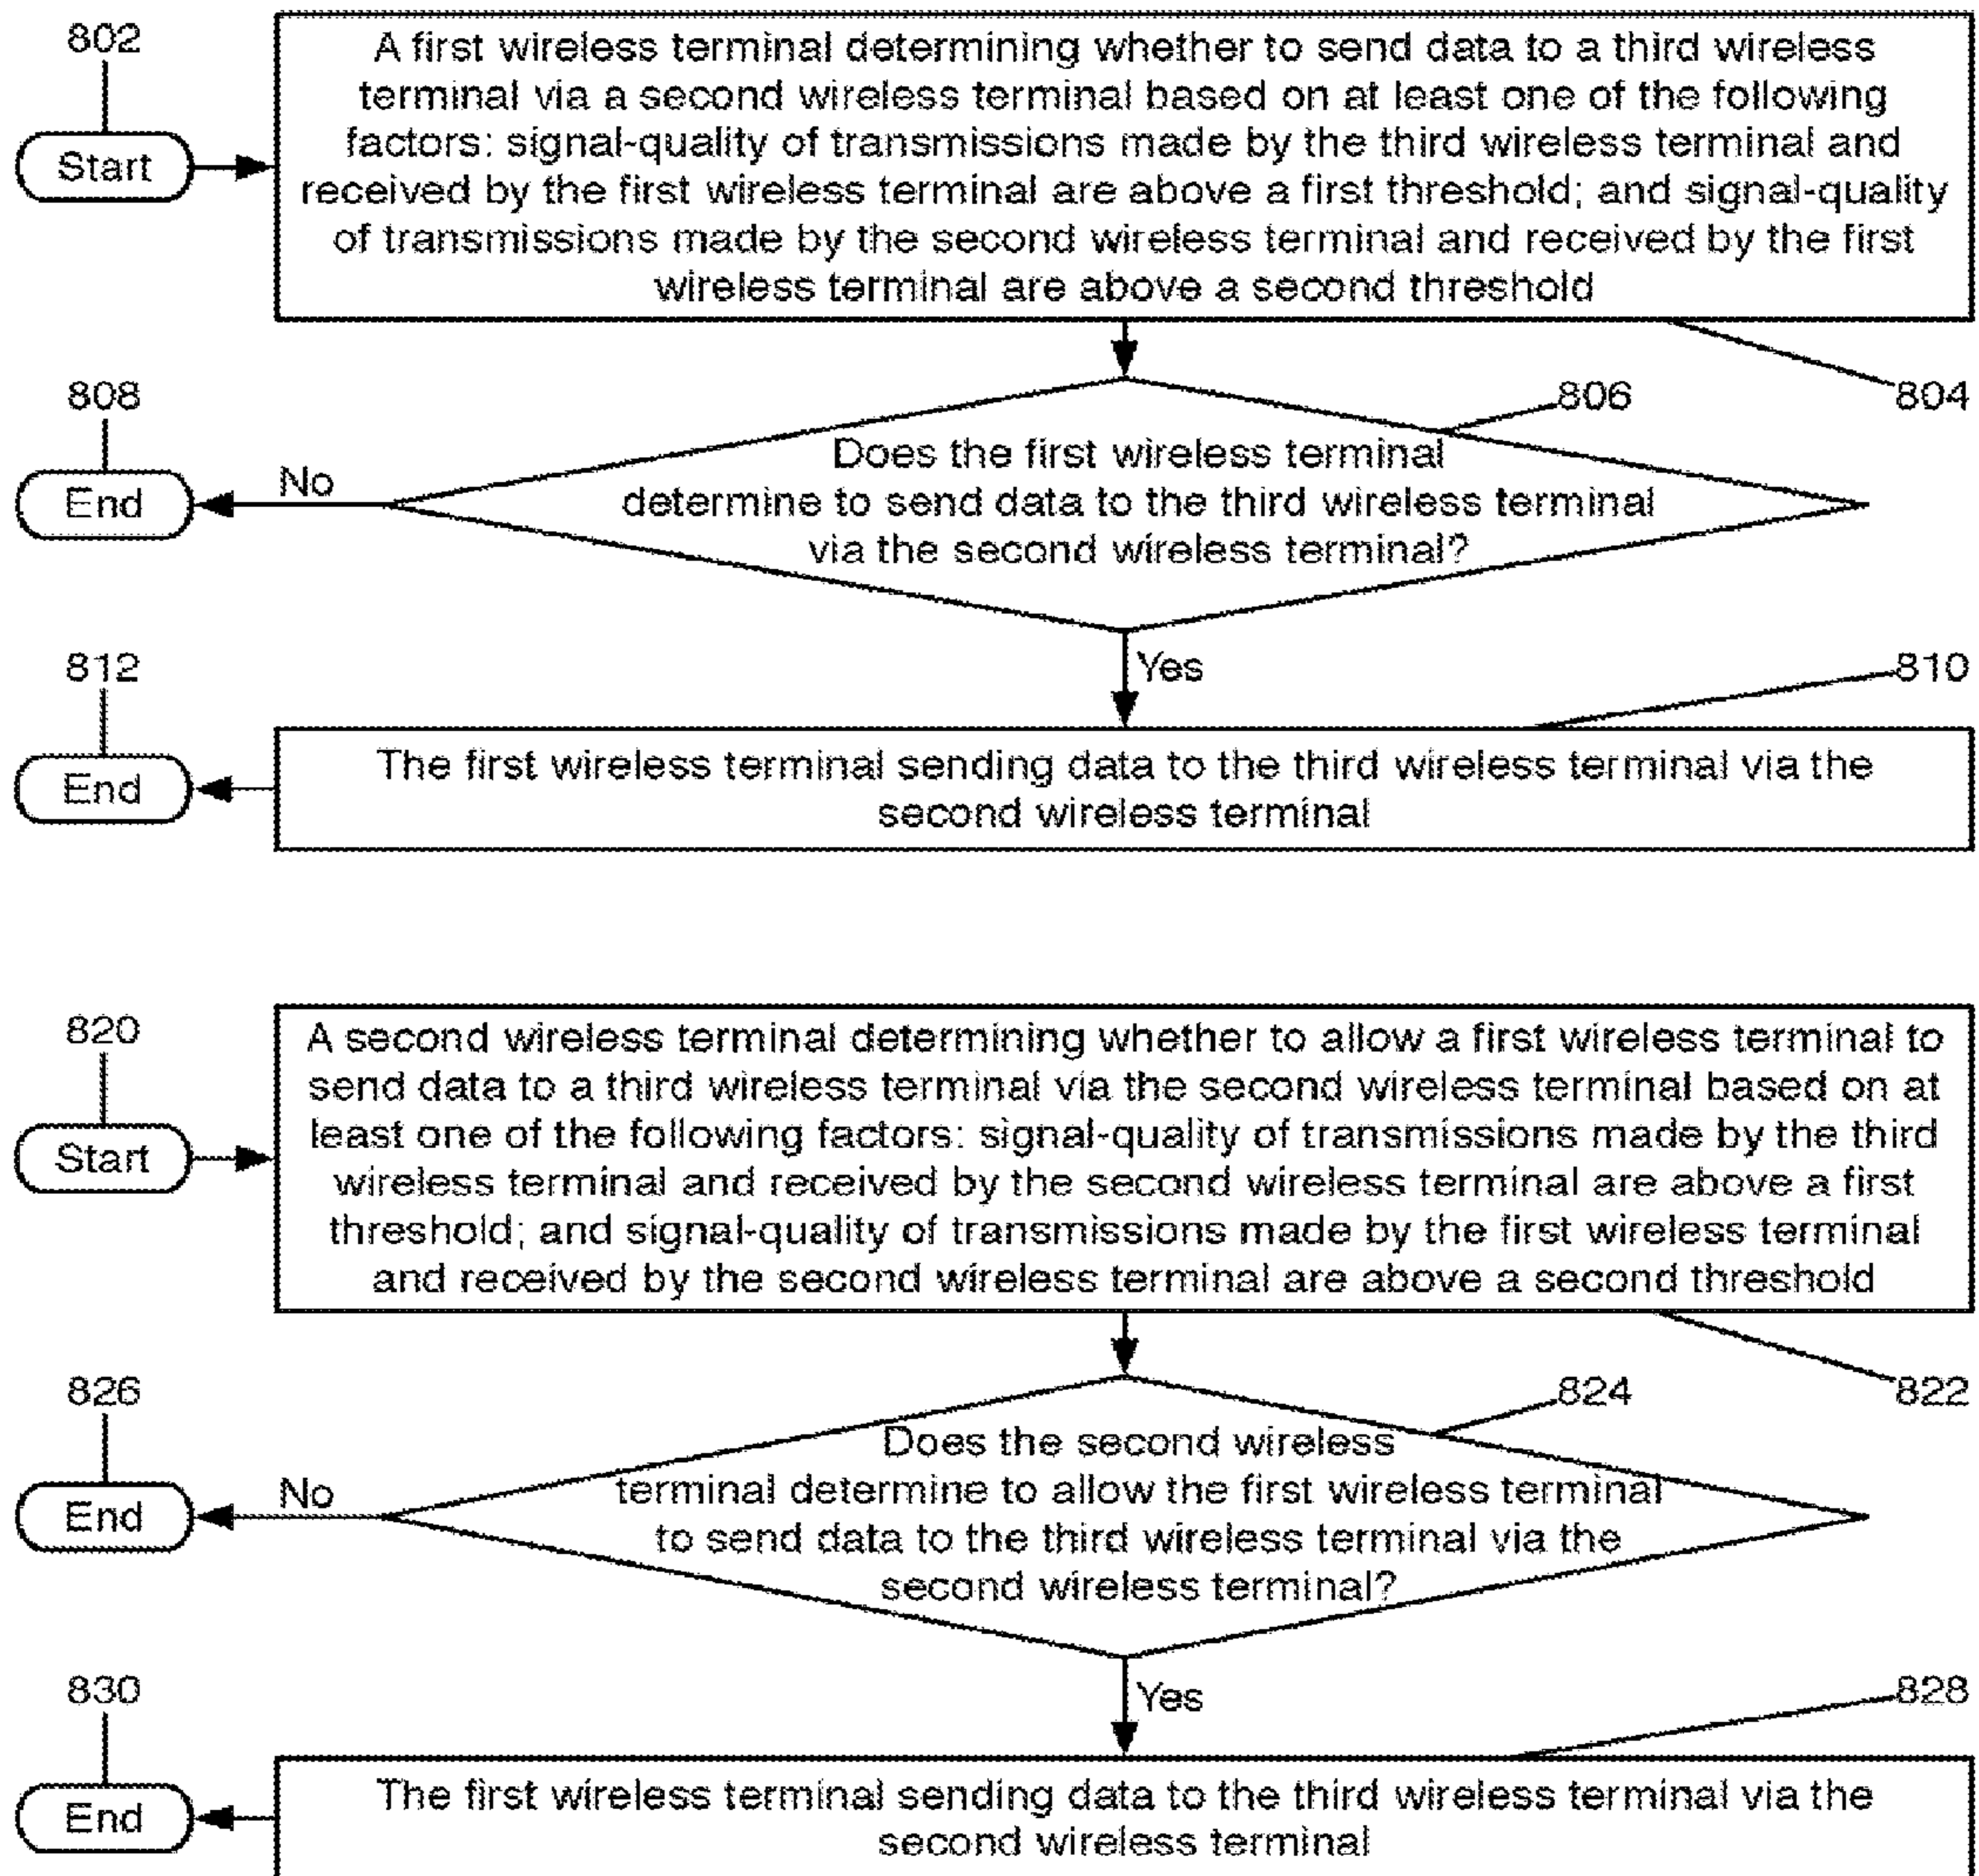 802
Start
A first wireless terminal determining whether to send data to a third wireless
terminal via a second wireless terminal based on at least one of the following
factors: signal-quality of transmissions made by the third wireless terminal and
received by the first wireless terminal are above a first threshold; and signal-quality
of transmissions made by the second wireless terminal and received by the first
wireless terminal are above a second threshold
804
806
Does the first wireless terminal
determine to send data to the third wireless terminal
via the second wireless terminal?
808
No
End
Yes
810
812
The first wireless terminal sending data to the third wireless terminal via the
second wireless terminal
End
820
Start
A second wireless terminal determining whether to allow a first wireless terminal to
send data to a third wireless terminal via the second wireless terminal based on at
least one of the following factors: signal-quality of transmissions made by the third
wireless terminal and received by the second wireless terminal are above a first
threshold; and signal-quality of transmissions made by the first wireless terminal
and received by the second wireless terminal are above a second threshold
822
824
Does the second wireless
terminal determine to allow the first wireless terminal
to send data to the third wireless terminal via the
second wireless terminal?
826
No
End
Yes
828
830
The first wireless terminal sending data to the third wireless terminal via the
second wireless terminal
End